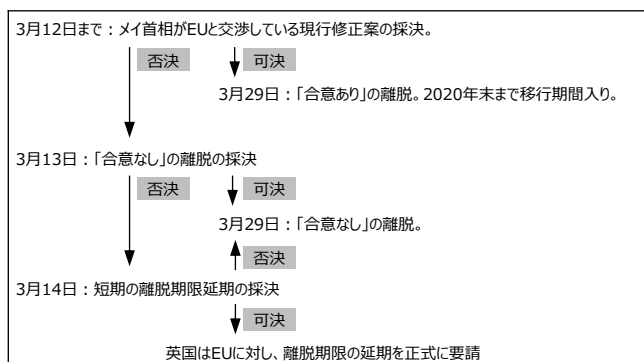 3月12日まで：メイ首相がEUと交渉している現行修正案の採決。
否決 可決
3月29日：「合意あり」の離脱。2020年末まで移行期間入り。
3月13日：「合意なし」の離脱の採決
否決 可決
3月29日：「合意なし」の離脱。
否決
3月14日：短期の離脱期限延期の採決
可決
英国はEUに対し、離脱期限の延期を正式に要請